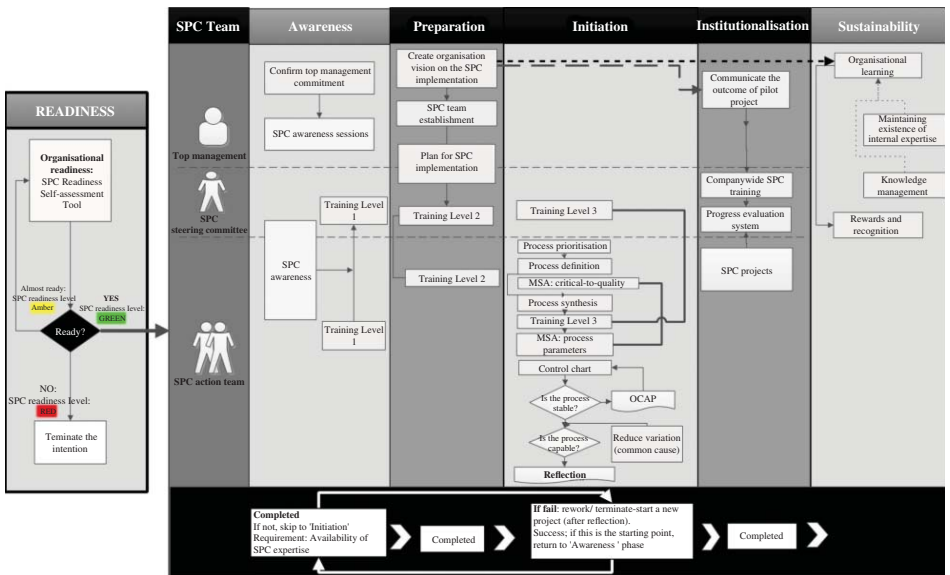 SPC Team
Awareness
Preparation
Initiation
Institutionalisation
Sustainability
READINESS
Organisational
readiness:
SPC Readiness
Self-assessment
Tool
Almost ready:
SPC readiness level
Amber
YES
SPC readiness level:
GREEN
Ready?
NO:
SPC readiness level:
RED
Teminate the
intention
Top management
SPC
steering committee
SPC action team
Confirm top management
commitment
SPC awareness sessions
Training Level
1
SPC
awareness
Training Level
1
Create organisation
vision on the SPC
implementation
SPC team
establishment
Plan for SPC
implementation
Training Level 2
Training Level 2
Training Level 3
Process prioritisation
Process definition
MSA: critical-to-quality
Process synthesis
Training Level 3
MSA: process
parameters
Control chart
Is the process
stable?
OCAP
Is the process
capable?
Reduce variation
(common cause)
Reflection
Communicate the
outcome of pilot
project
Companywide SPC
training
Progress evaluation
system
SPC projects
Organisational
learning
Maintaining
existence of
internal expertise
Knowledge
management
Rewards and
recognition
Completed
If not, skip to 'Initiation'
Requirement: Availability of
SPC expertise
Completed
If fail: rework/ terminate-start a new
project (after reflection).
Success; if this is the starting point,
return to 'Awareness ' phase
Completed